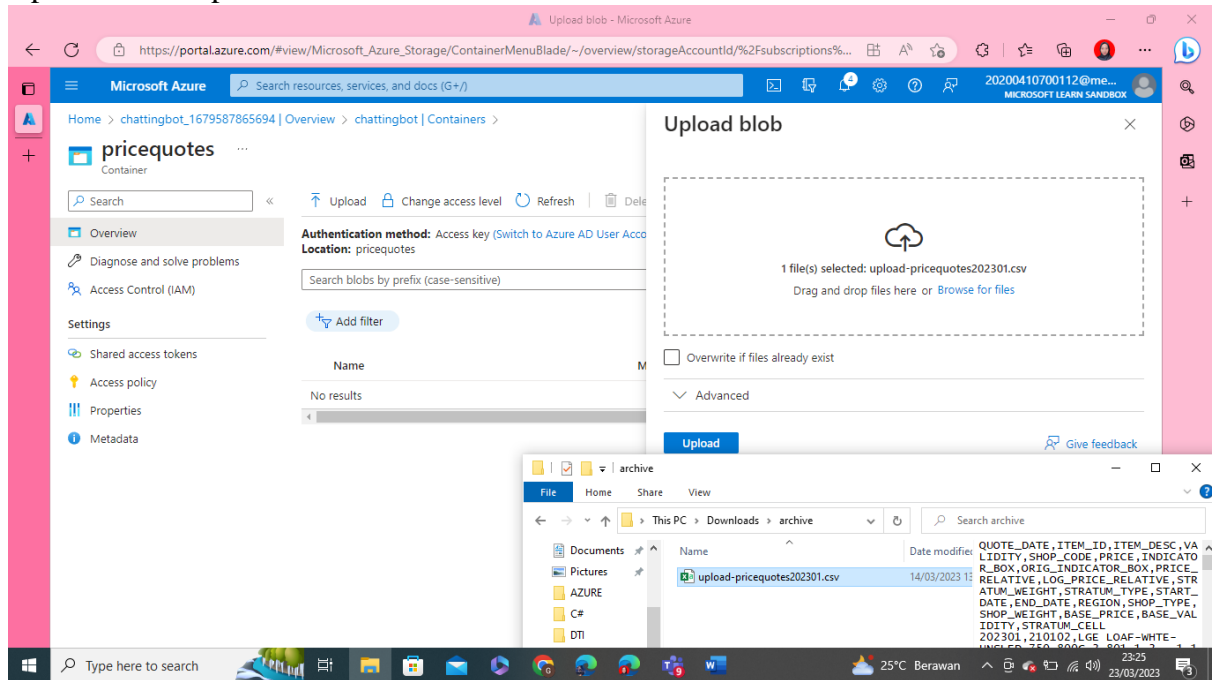 Upload blob - Microsoft Azure
https://portal.azure.com/#view/Microsoft_Azure_Storage/ContainerMenuBlade/~/overview/storageAccountId/%2Fsubscriptions%...
Microsoft Azure
Search resources, services, and docs (G+/)
4
20200410700112@me...
MICROSOFT LEARN SANDBOX
Home > chattingbot_1679587865694 | Overview > chattingbot | Containers >
pricequotes ...
Container
Search
«
Overview
Diagnose and solve problems
Access Control (IAM)
Settings
Shared access tokens
Access policy
Properties
Metadata
Upload
Change access level
Refresh
Dele
Authentication method: Access key (Switch to Azure AD User Acco
Location: pricequotes
Search blobs by prefix (case-sensitive)
Add filter
Name
M
No results
Upload blob
1 file(s) selected: upload-pricequotes202301.csv
Drag and drop files here or Browse for files
Overwrite if files already exist
Advanced
Upload
Give feedback
archive
File Home Share View
This PC > Downloads > archive
Search archive
Documents
Pictures
AZURE
C#
DTI
Name
Date modified
upload-pricequotes202301.csv
14/03/2023 13
QUOTE_DATE,ITEM_ID,ITEM_DESC,VA
LIDITY,SHOP_CODE,PRICE,INDICATO
R_BOX,ORIG_INDICATOR_BOX,PRICE_
RELATIVE,LOG_PRICE_RELATIVE,STR
ATUM_WEIGHT,STRATUM_TYPE,START_
DATE,END_DATE,REGION,SHOP_TYPE,
SHOP_WEIGHT,BASE_PRICE,BASE_VAL
IDITY,STRATUM_CELL
202301,210102,LGE LOAF-WHTE-
Type here to search
25°C Berawan
23:25
23/03/2023
3